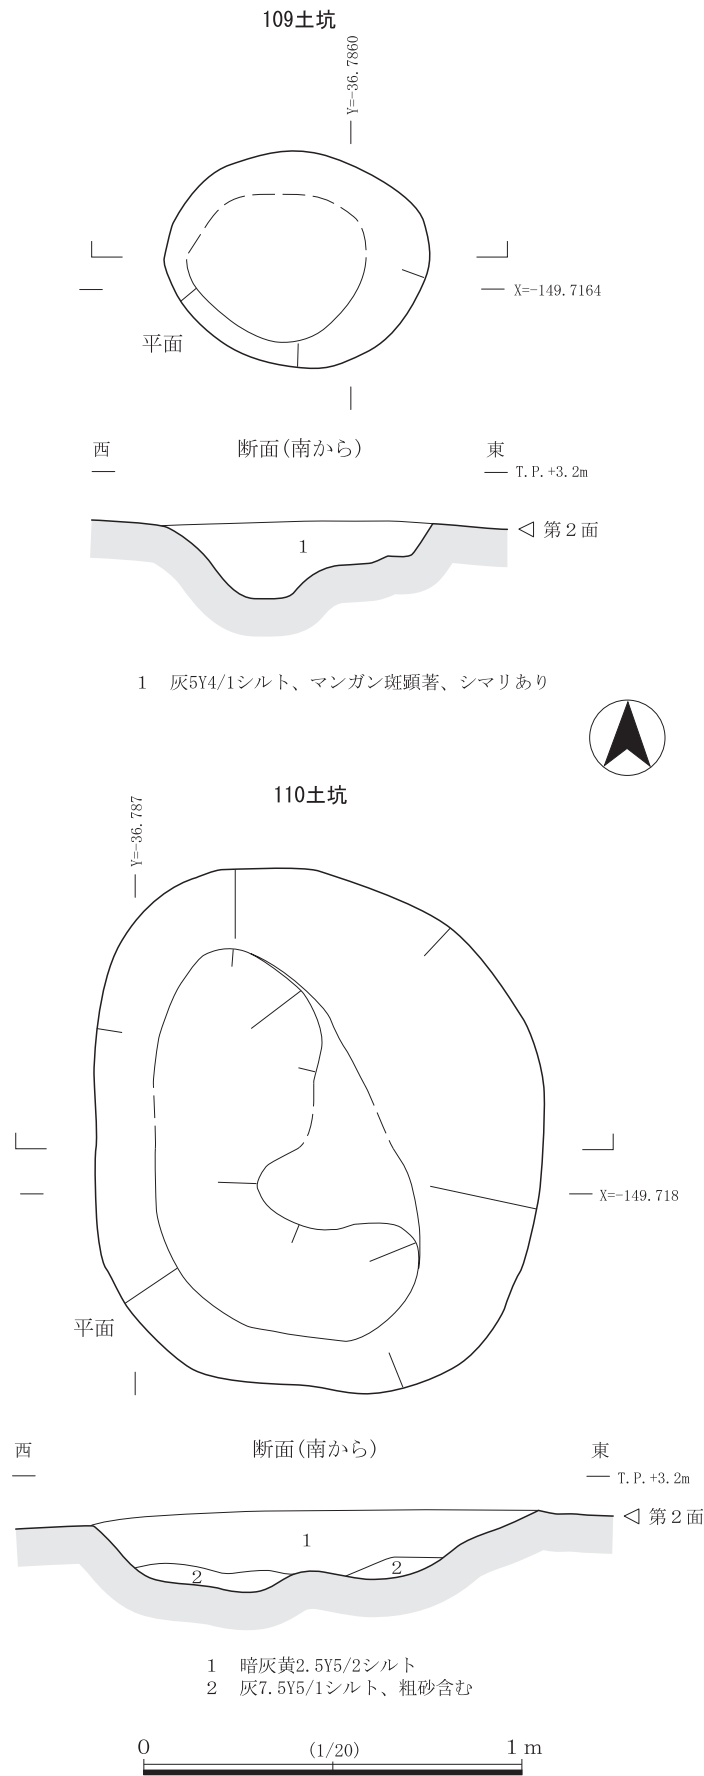 109土坑
Y=-36.7860
X=-149.7164
平面
西
断面(南から)
東
T.P.+3.2m
第2面
1
1 灰5Y4/1シルト、マンガン斑顕著、シマリあり
110土坑
Y=-36.787
X=-149.718
平面
西
断面(南から)
東
T.P.+3.2m
第2面
1
2
2
1 暗灰黄2.5Y5/2シルト
2 灰7.5Y5/1シルト、粗砂含む
0 (1/20) 1m